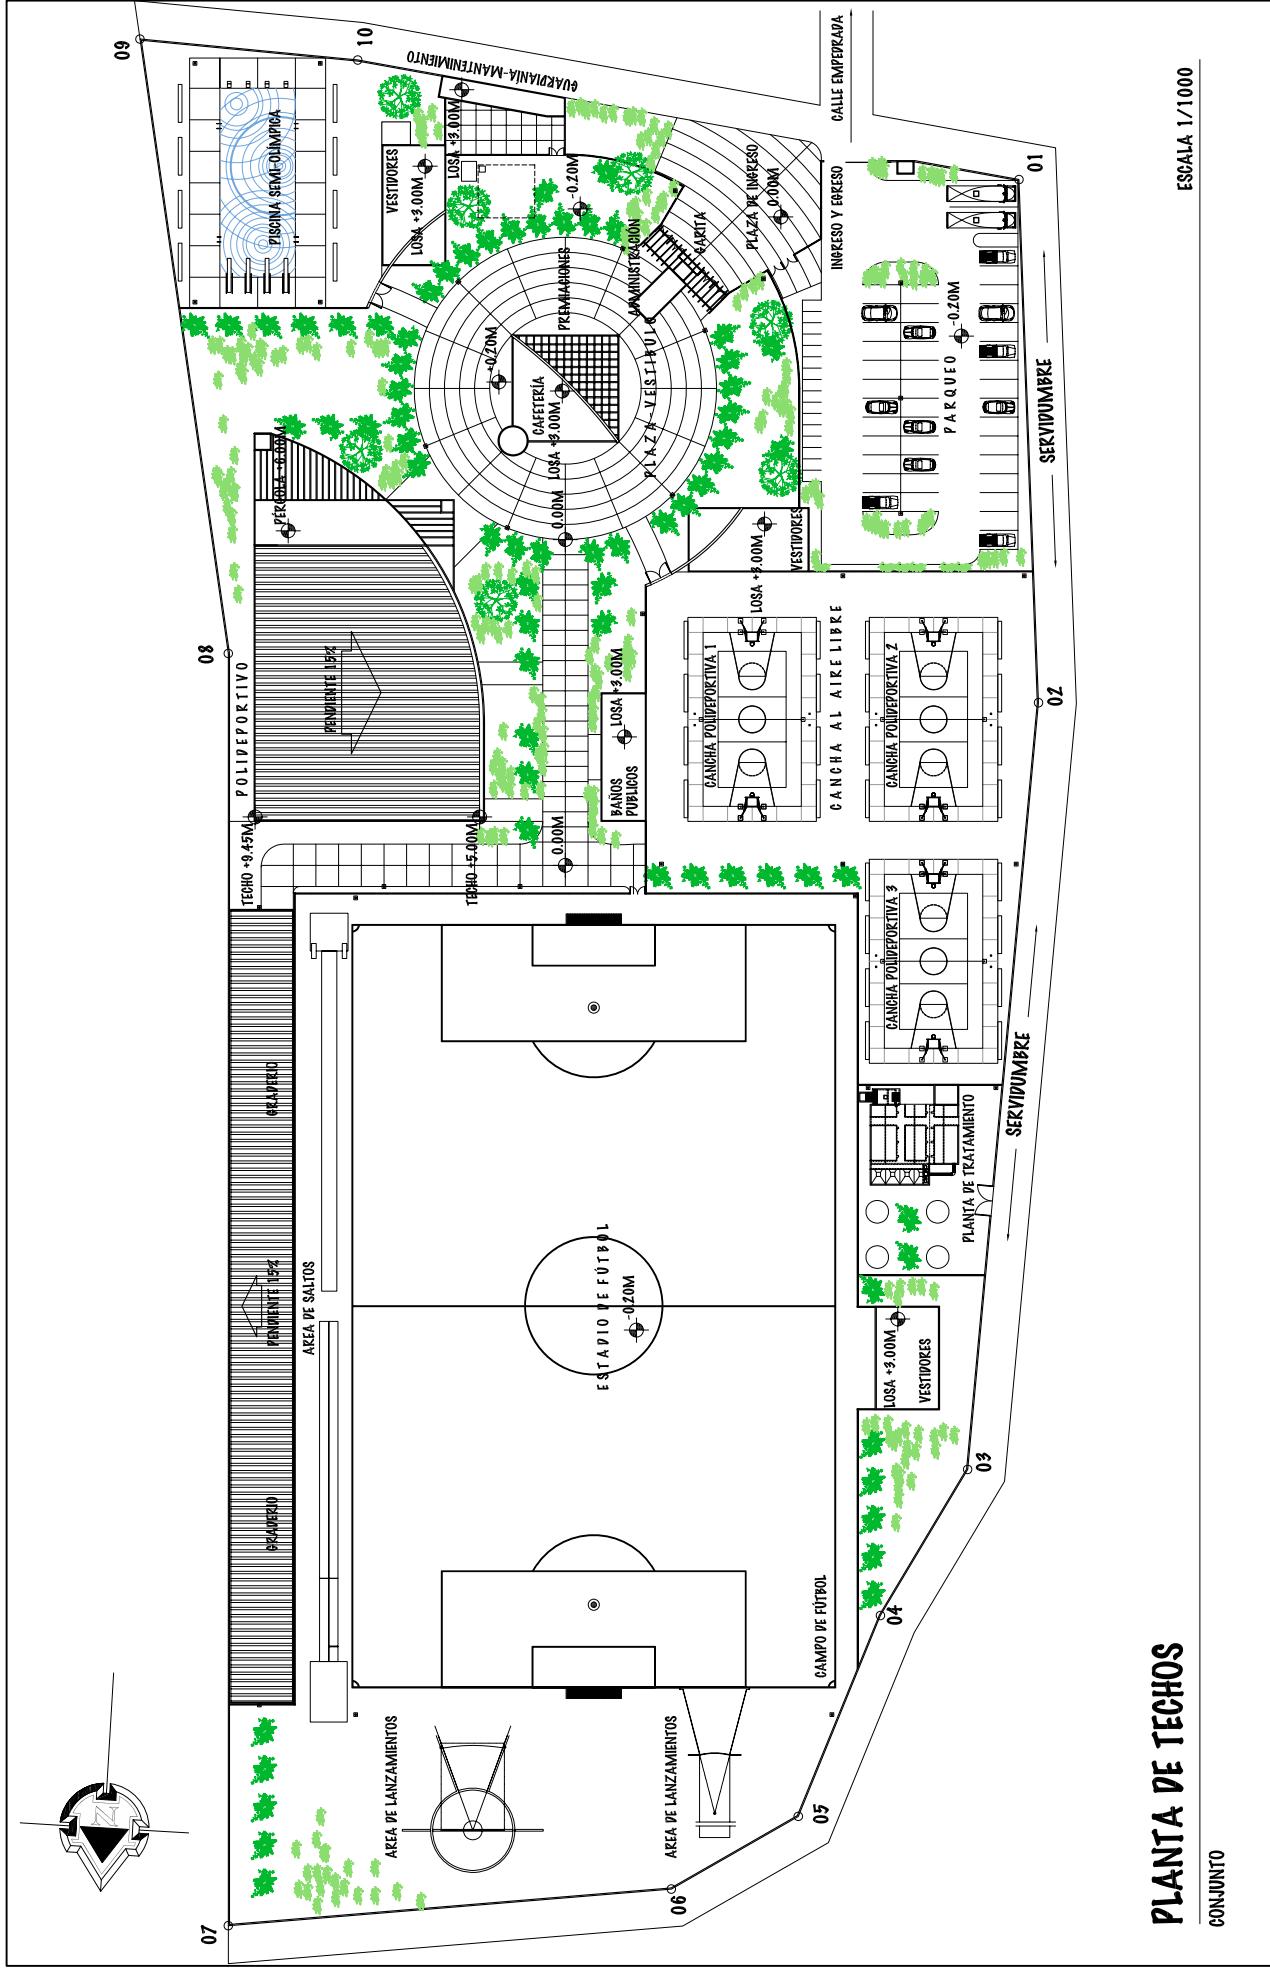 09
10
GUARDIANÍA-MANTENIMIENTO
CALLE EMPEDRADA
ESCALA 1/1000
PISCINA SEMI-OLIMPICA
VESTIDORES
LOSA +3.00M
LOSA +3.00M
-0.20M
PLAZA DE INGRESO
0.00M
INGRESO Y EGRESO
01
GARITA
ADMINISTRACION
PREMIACIONES
+0.20M
CAFETERÍA
LOSA +3.00M
PLAZA-VESTIBULO
0.00M
PARQUEO
-0.20M
SERVIDUMBRE
PÉRGOLA +8.00M
VESTIDORES
LOSA +3.00M
08
POLIDEPORTIVO
PENDIENTE 15%
TECHO +9.45M
TECHO +5.00M
0.00M
BAÑOS
PUBLICOS
LOSA +3.00M
CANCHA POLIDEPORTIVA 1
CANCHA AL AIRE LIBRE
CANCHA POLIDEPORTIVA 2
02
CANCHA POLIDEPORTIVA 3
SERVIDUMBRE
GRADERIO
PENDIENTE 15%
GRADERIO
AREA DE SALTOS
ESTADIO DE FÚTBOL
-0.20M
PLANTA DE TRATAMIENTO
LOSA +3.00M
VESTIDORES
03
04
CAMPO DE FÚTBOL
AREA DE LANZAMIENTOS
AREA DE LANZAMIENTOS
05
06
07
N
PLANTA DE TECHOS
CONJUNTO